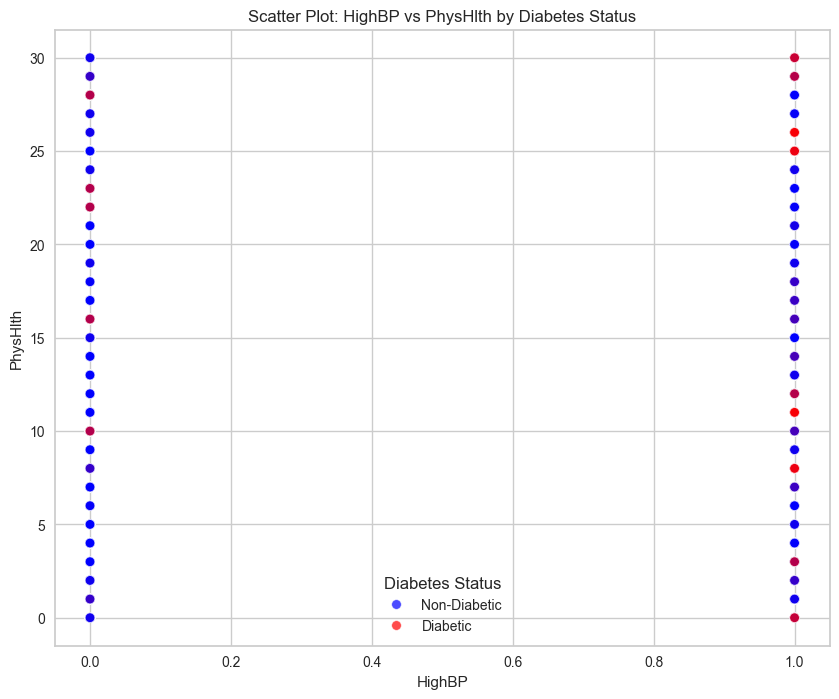 Scatter Plot: HighBP vs PhysHlth by Diabetes Status
30
25
20
15
10
5
0
PhysHlth
Diabetes Status
Non-Diabetic
Diabetic
0.0 0.2 0.4 0.6 0.8 1.0
HighBP